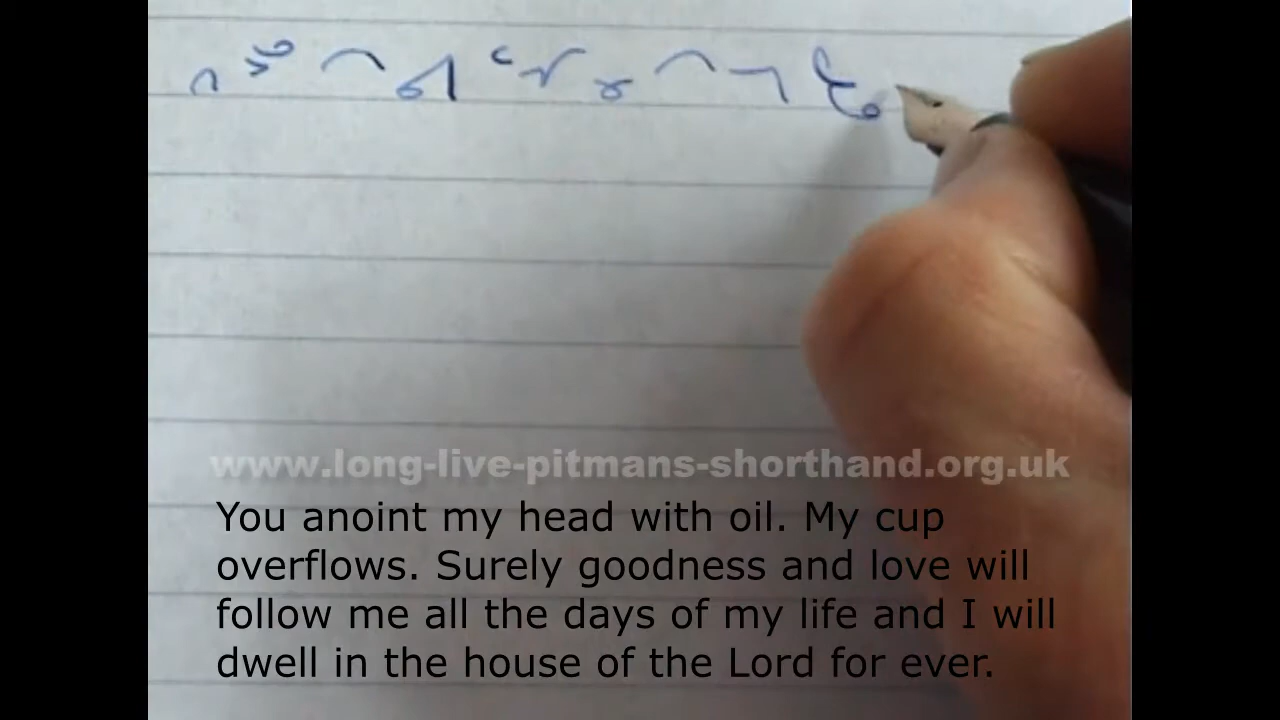 www.long-live-pitmans-shorthand.org.uk
You anoint my head with oil. My cup
overflows. Surely goodness and love will
follow me all the days of my life and I will
dwell in the house of the Lord for ever.